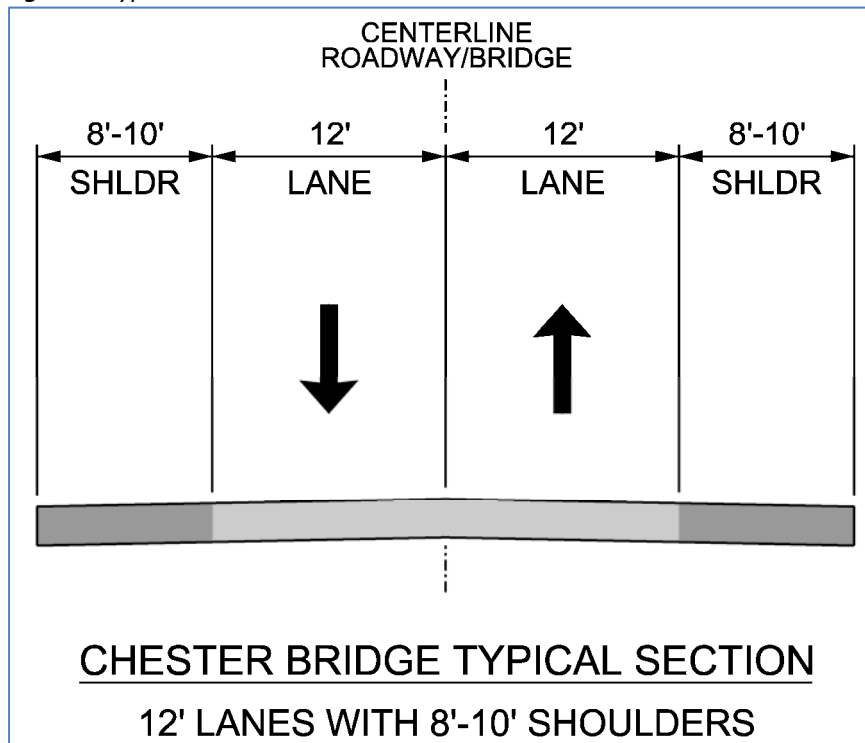 CENTERLINE
ROADWAY/BRIDGE
8'-10' 12' 12' 8'-10'
SHLDR LANE LANE SHLDR
CHESTER BRIDGE TYPICAL SECTION
12' LANES WITH 8'-10' SHOULDERS